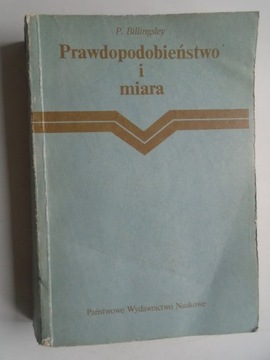 P. Billingsley
Prawdopodobieństwo
i
miara
Państwowe Wydawnictwo Naukowe